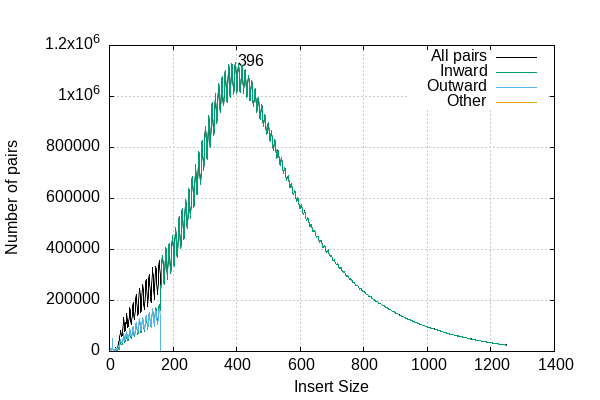 1.2x10⁶
1x10⁶
800000
600000
400000
200000
0
Number of pairs
396
All pairs
Inward
Outward
Other
0 200 400 600 800 1000 1200 1400
Insert Size